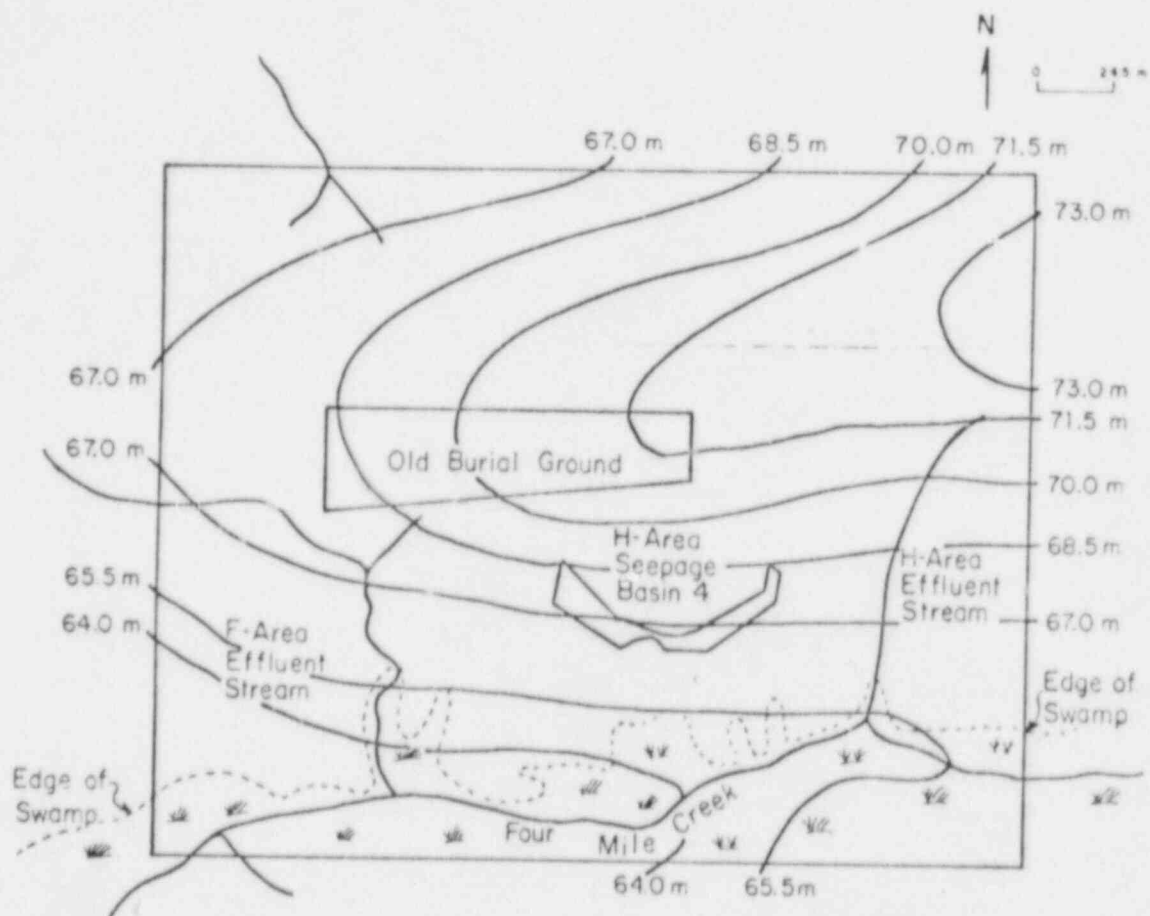 N
0 245 m
67.0 m
68.5 m
70.0 m
71.5 m
73.0 m
67.0 m
73.0 m
71.5 m
67.0 m
Old Burial Ground
70.0 m
H-Area
Seepage
Basin 4
68.5 m
H-Area
Effluent
Stream
65.5 m
64.0 m
67.0 m
F-Area
Effluent
Stream
Edge of
Swamp
Edge of
Swamp
Four Mile Creek
64.0 m
65.5 m